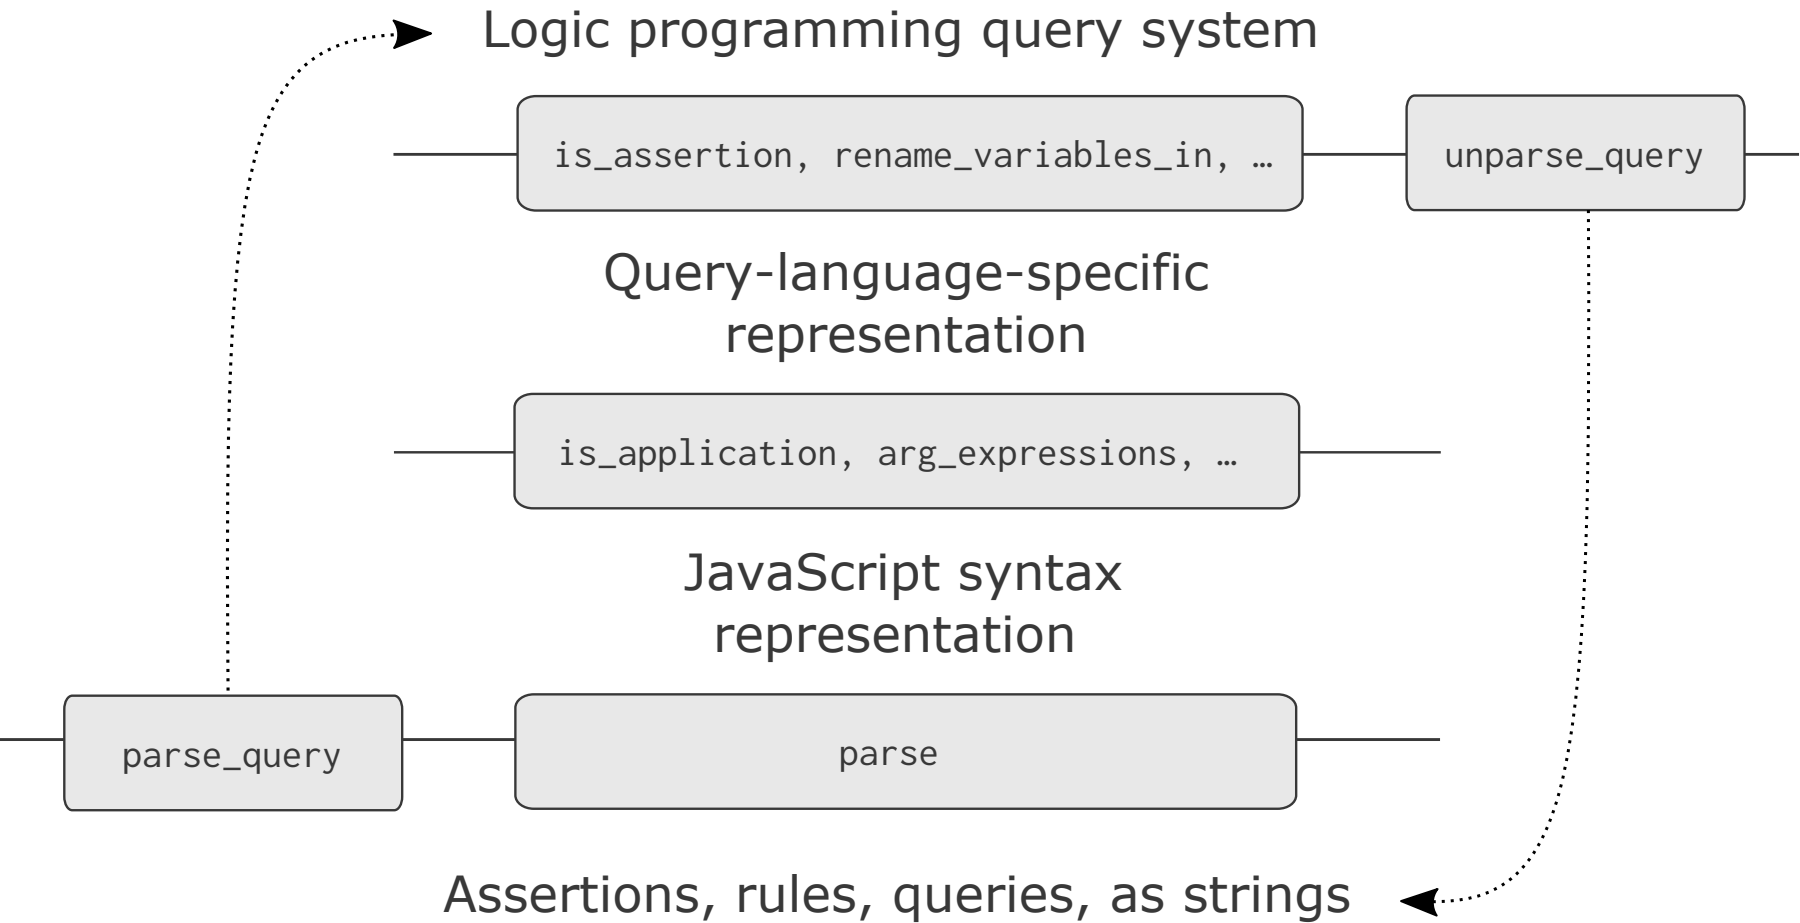 Logic programming query system
is_assertion, rename_variables_in, …
unparse_query
Query-language-specific
representation
is_application, arg_expressions, …
JavaScript syntax
representation
parse_query
parse
Assertions, rules, queries, as strings